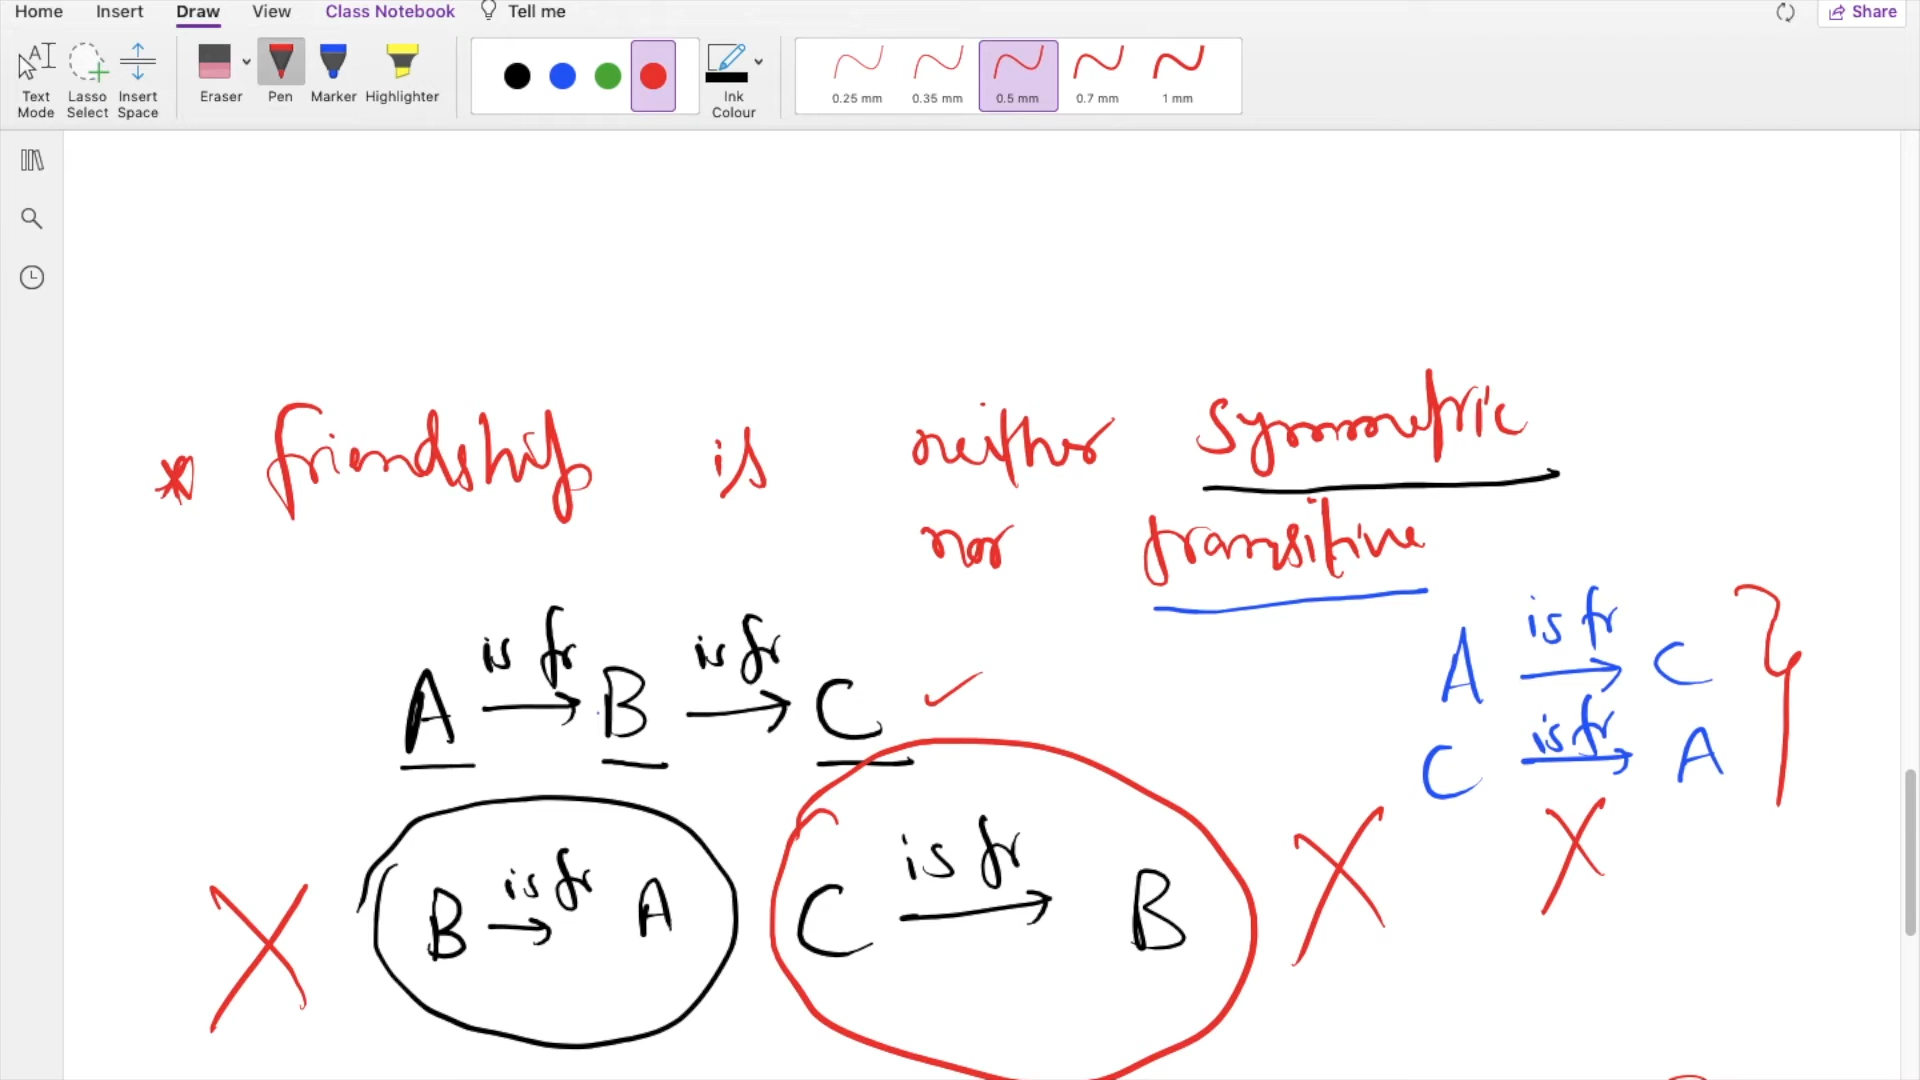 Home Insert Draw View Class Notebook Tell me Share
Text Mode
Lasso Select
Insert Space
Eraser
Pen
Marker
Highlighter
Ink Colour
0.25 mm
0.35 mm
0.5 mm
0.7 mm
1 mm
* friendship is neither symmetric
nor transitive
A is fr → B is fr → C ✓
A is fr → C
C is fr → A
B is fr → A
C is fr → B
X X X